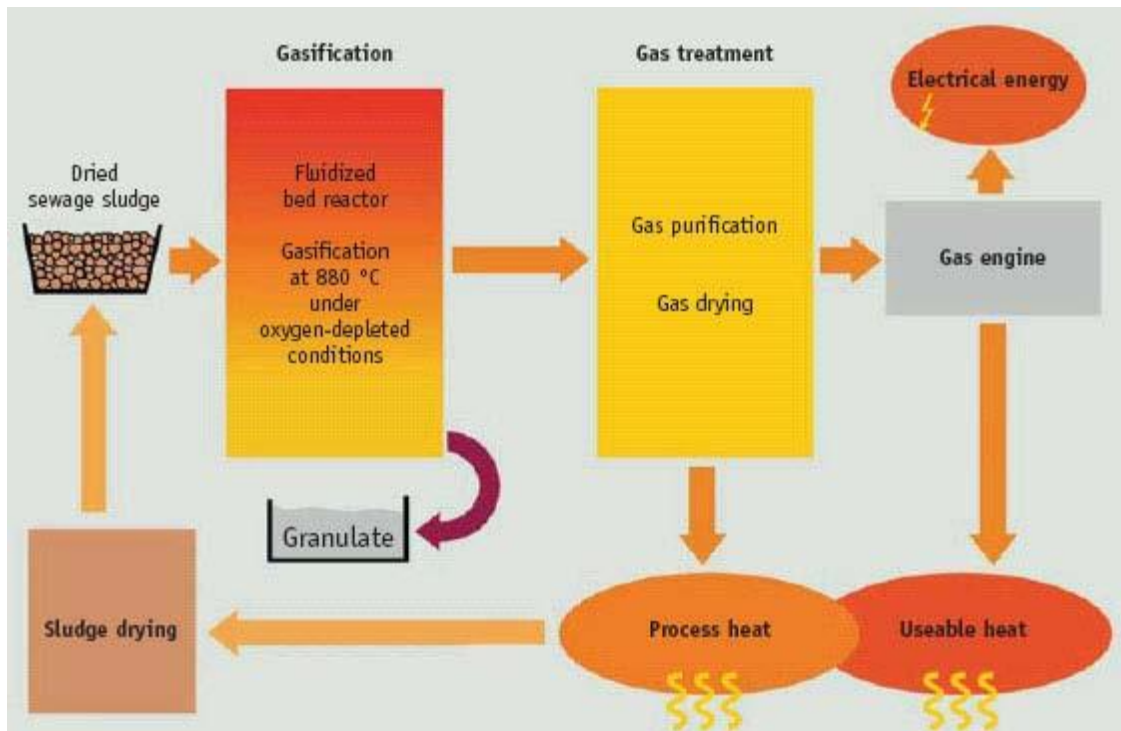 Gasification
Gas treatment
Electrical energy
Dried
sewage sludge
Fluidized
bed reactor
Gasification
at 880 °C
under
oxygen-depleted
conditions
Gas purification
Gas drying
Gas engine
Granulate
Sludge drying
Process heat
Useable heat